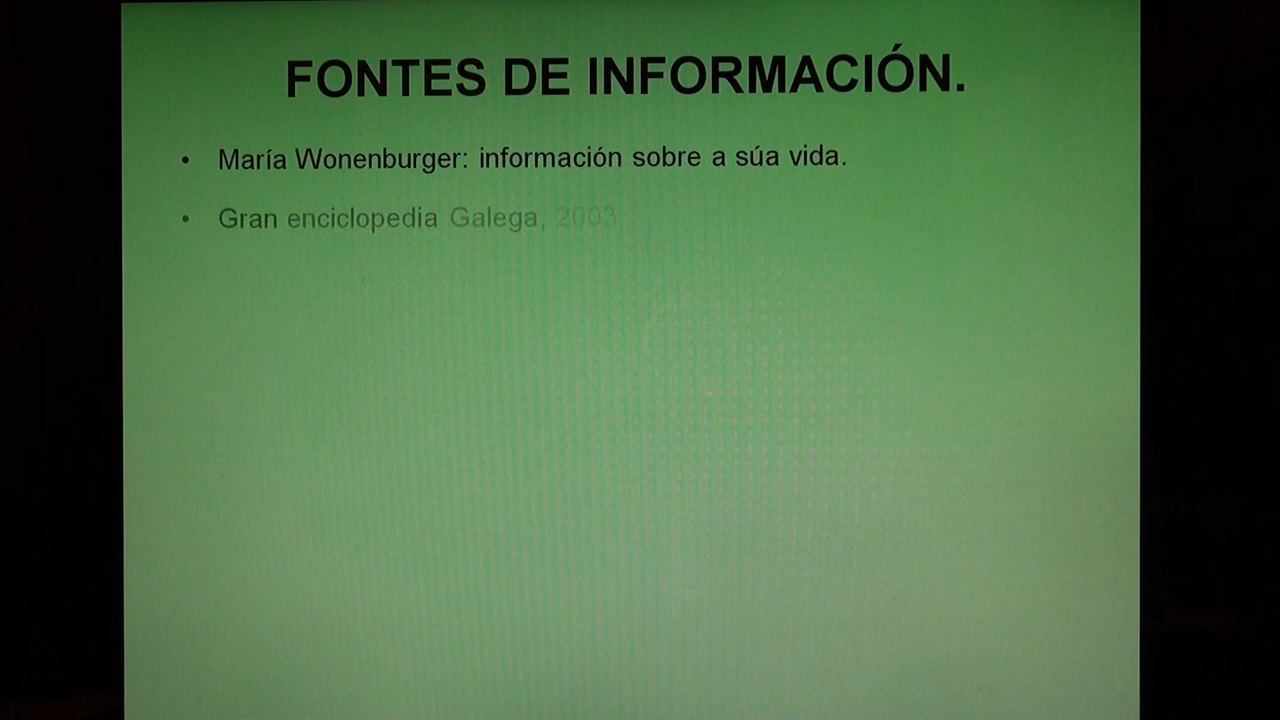 FONTES DE INFORMACIÓN.
• María Wonenburger: información sobre a súa vida.
• Gran enciclopedia Galega, 2003